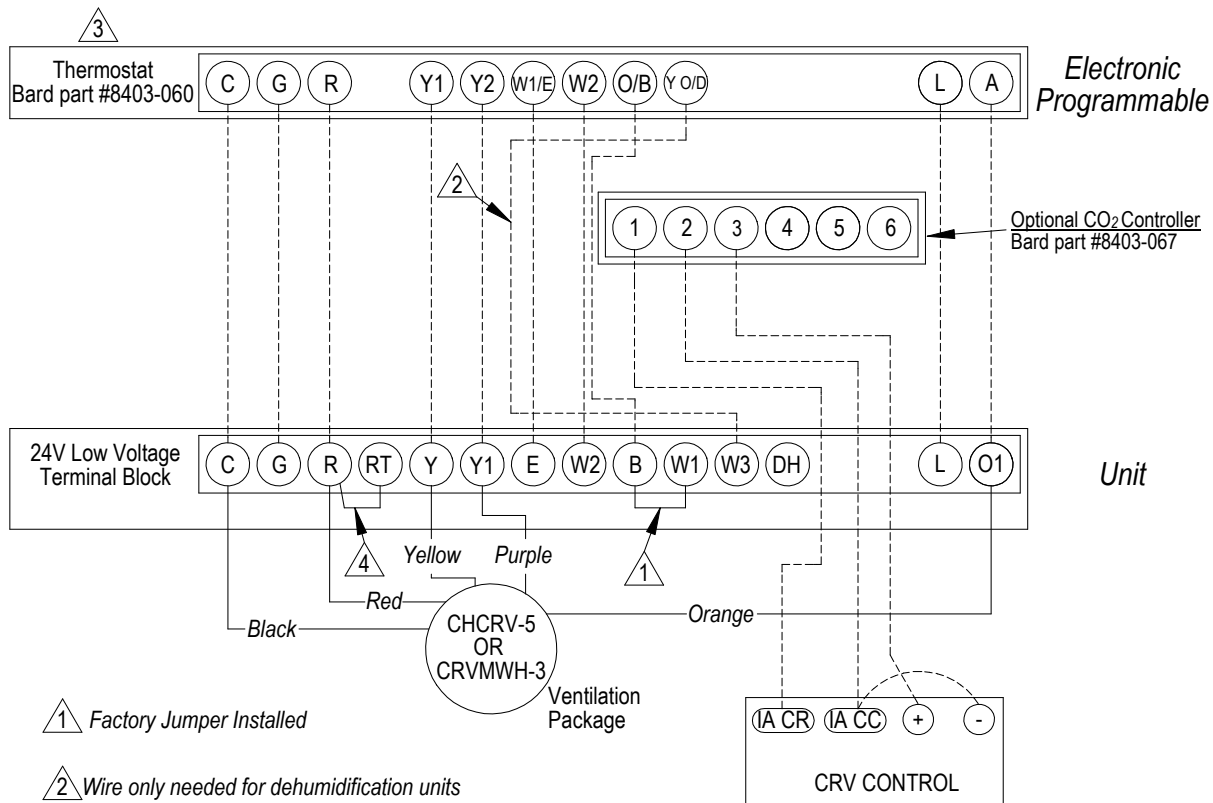 3
Thermostat
Bard part #8403-060
C G R Y1 Y2 W1/E W2 O/B Y O/D L A
Electronic
Programmable
2
1 2 3 4 5 6
Optional CO₂ Controller
Bard part #8403-067
24V Low Voltage
Terminal Block
C G R RT Y Y1 E W2 B W1 W3 DH L O1
Unit
4
Yellow Purple
1
Red
Black
Orange
CHCRV-5
OR
CRVMWH-3
Ventilation
Package
1 Factory Jumper Installed
IA CR IA CC + -
2 Wire only needed for dehumidification units
CRV CONTROL